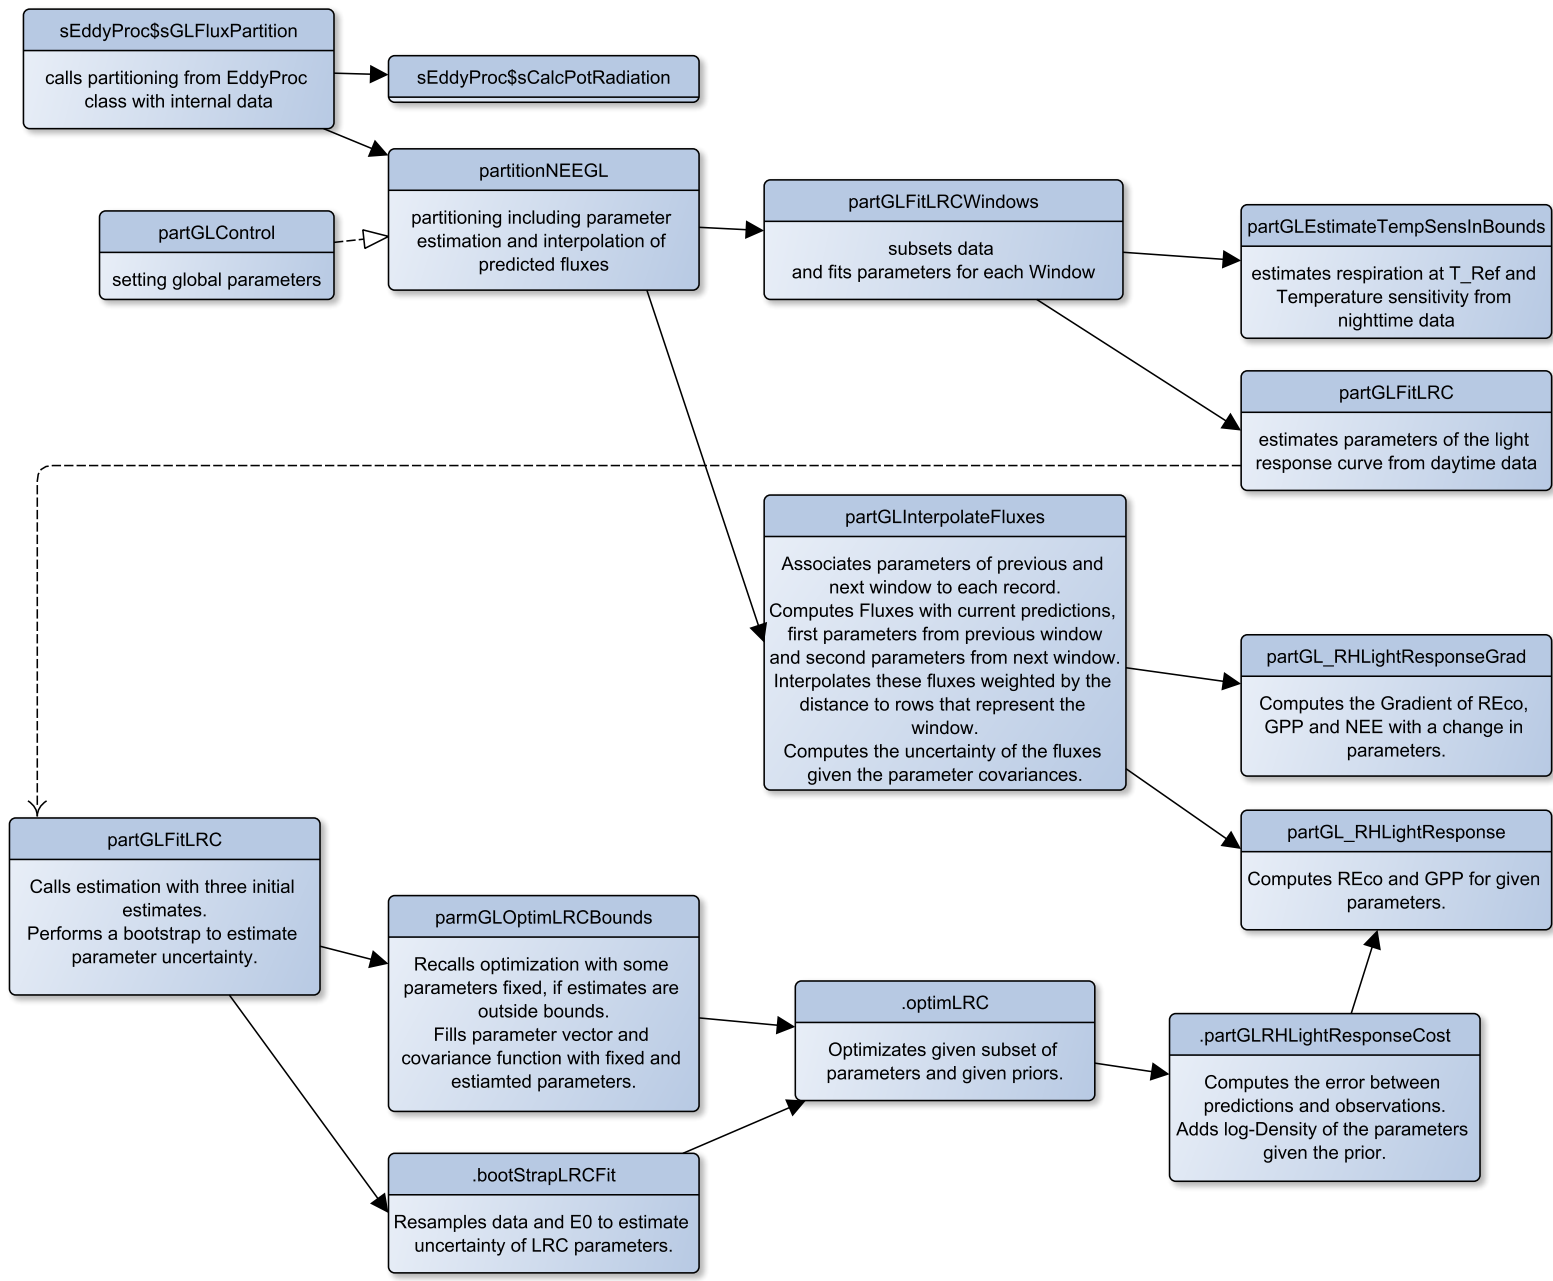 sEddyProc$sGLFluxPartition
calls partitioning from EddyProc
class with internal data
sEddyProc$sCalcPotRadiation
partitionNEEGL
partitioning including parameter
estimation and interpolation of
predicted fluxes
partGLControl
setting global parameters
partGLFitLRCWindows
subsets data
and fits parameters for each Window
partGLEstimateTempSensInBounds
estimates respiration at T_Ref and
Temperature sensitivity from
nighttime data
partGLFitLRC
estimates parameters of the light
response curve from daytime data
partGLInterpolateFluxes
Associates parameters of previous and
next window to each record.
Computes Fluxes with current predictions,
first parameters from previous window
and second parameters from next window.
Interpolates these fluxes weighted by the
distance to rows that represent the
window.
Computes the uncertainty of the fluxes
given the parameter covariances.
partGL_RHLightResponseGrad
Computes the Gradient of REco,
GPP and NEE with a change in
parameters.
partGL_RHLightResponse
Computes REco and GPP for given
parameters.
partGLFitLRC
Calls estimation with three initial
estimates.
Performs a bootstrap to estimate
parameter uncertainty.
parmGLOptimLRCBounds
Recalls optimization with some
parameters fixed, if estimates are
outside bounds.
Fills parameter vector and
covariance function with fixed and
estiamted parameters.
.optimLRC
Optimizates given subset of
parameters and given priors.
.partGLRHLightResponseCost
Computes the error between
predictions and observations.
Adds log-Density of the parameters
given the prior.
.bootStrapLRCFit
Resamples data and E0 to estimate
uncertainty of LRC parameters.